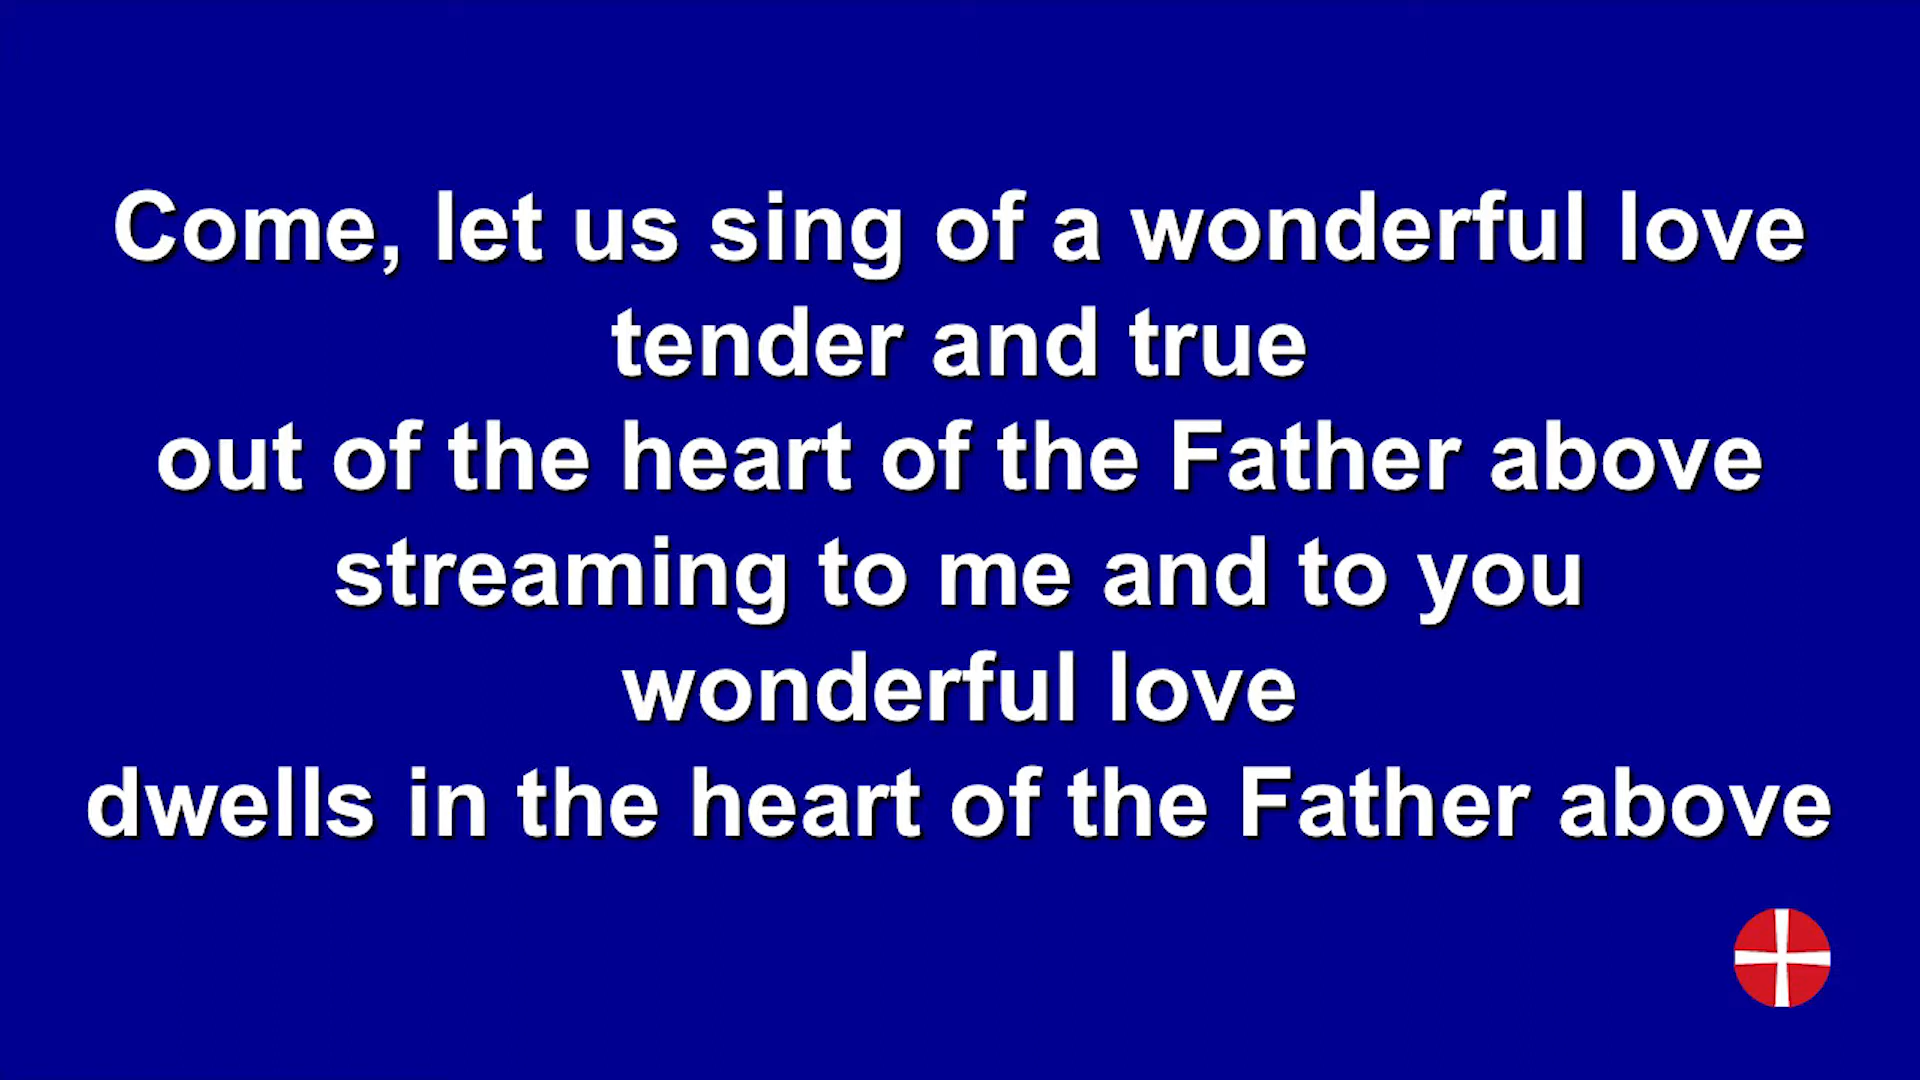 Come, let us sing of a wonderful love
tender and true
out of the heart of the Father above
streaming to me and to you
wonderful love
dwells in the heart of the Father above